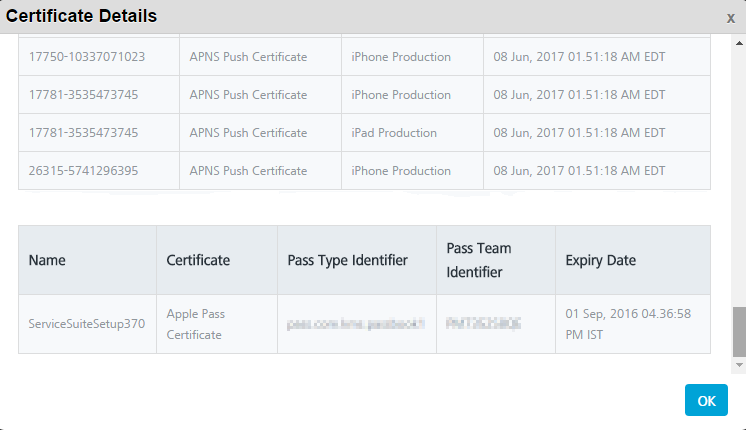 Certificate Details
x
17750-10337071023 APNS Push Certificate iPhone Production 08 Jun, 2017 01.51:18 AM EDT
17781-3535473745 APNS Push Certificate iPhone Production 08 Jun, 2017 01.51:18 AM EDT
17781-3535473745 APNS Push Certificate iPad Production 08 Jun, 2017 01.51:18 AM EDT
26315-5741296395 APNS Push Certificate iPhone Production 08 Jun, 2017 01.51:18 AM EDT
Name Certificate Pass Type Identifier Pass Team
Identifier Expiry Date
ServiceSuiteSetup370 Apple Pass
Certificate 01 Sep, 2016 04.36:58
PM IST
OK